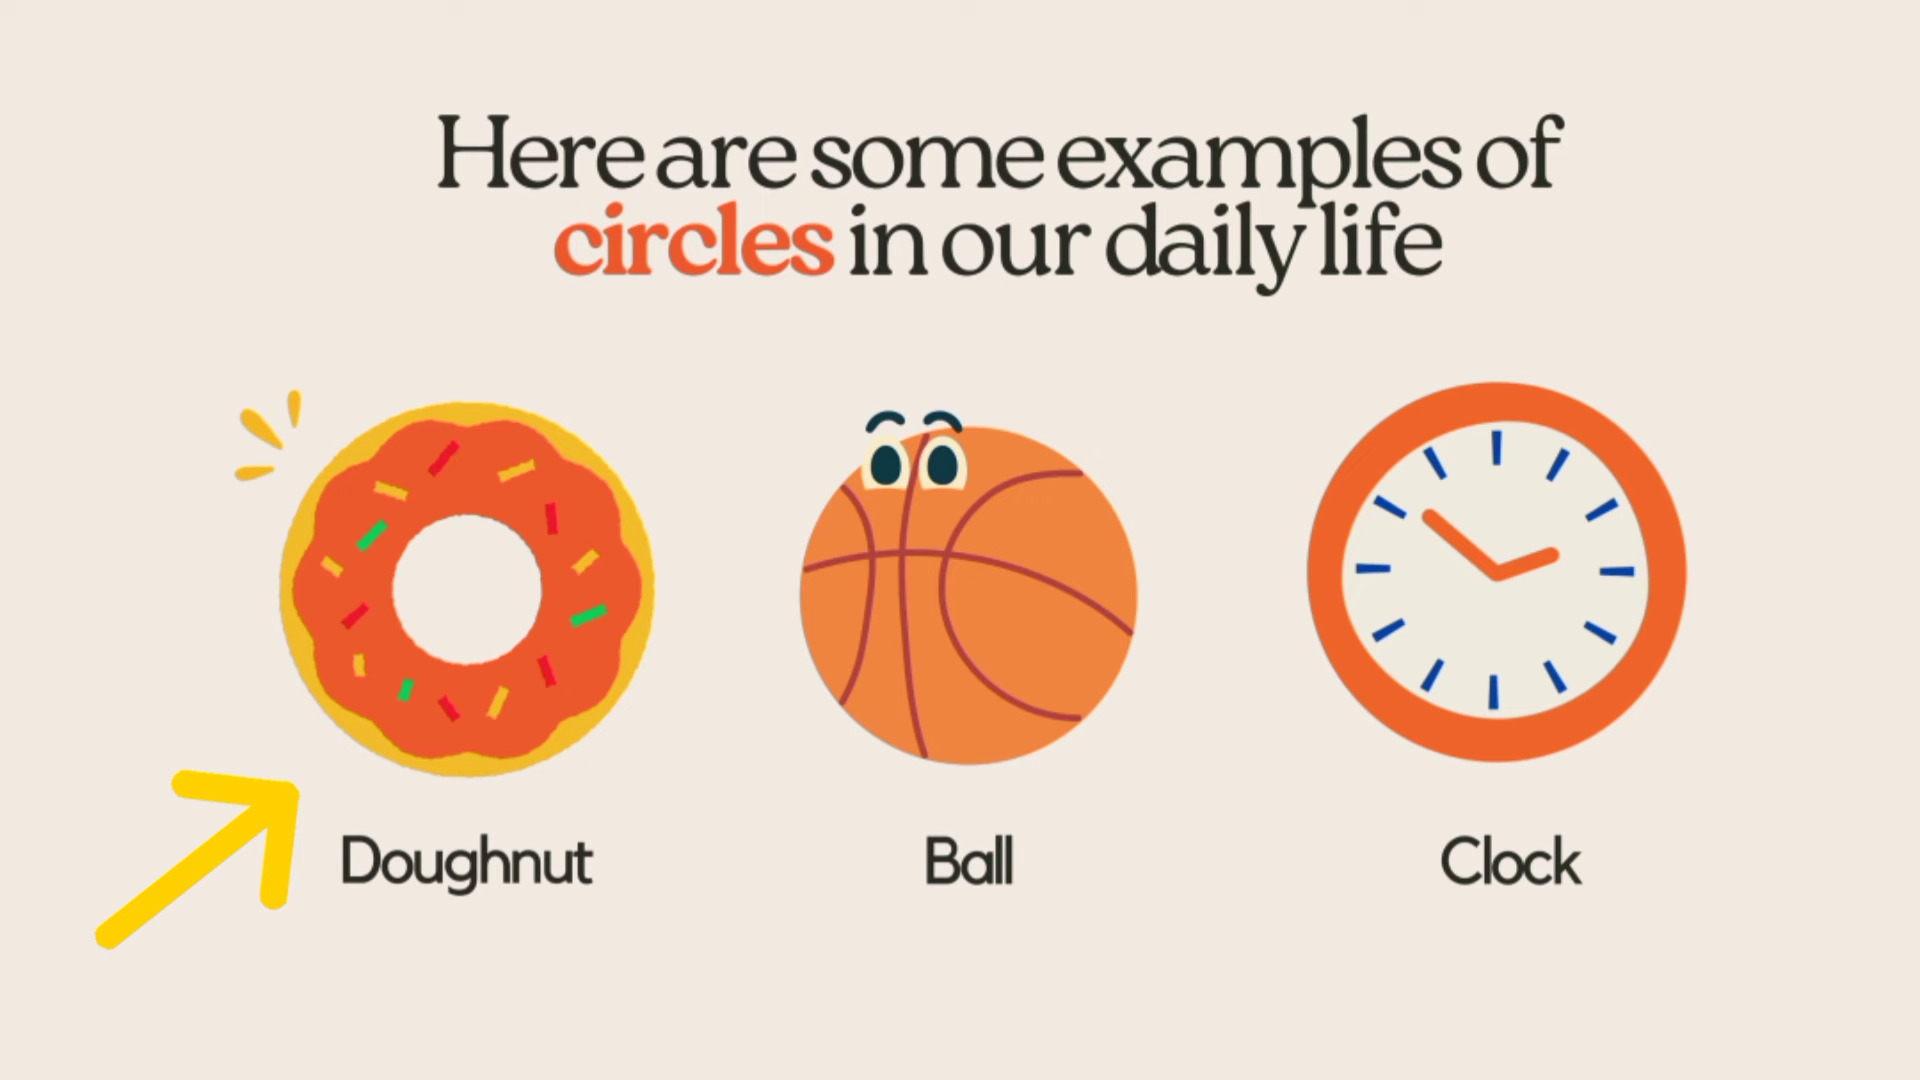 Here are some examples of
circles in our daily life
Doughnut
Ball
Clock